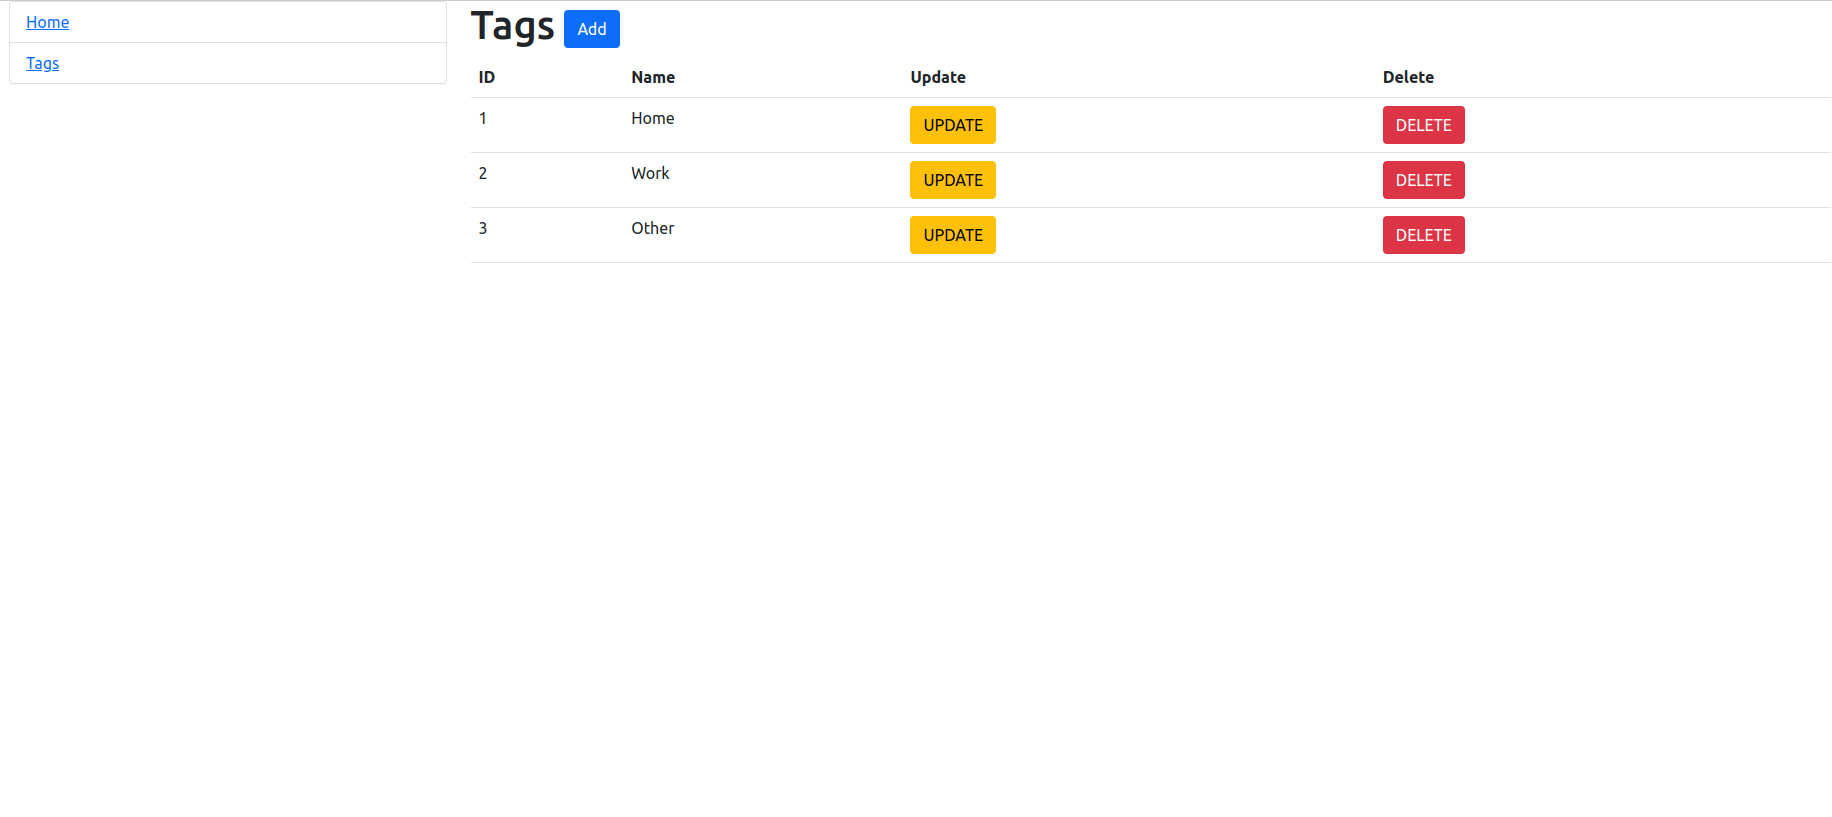 Home
Tags
Tags Add
ID Name Update Delete
1 Home UPDATE DELETE
2 Work UPDATE DELETE
3 Other UPDATE DELETE